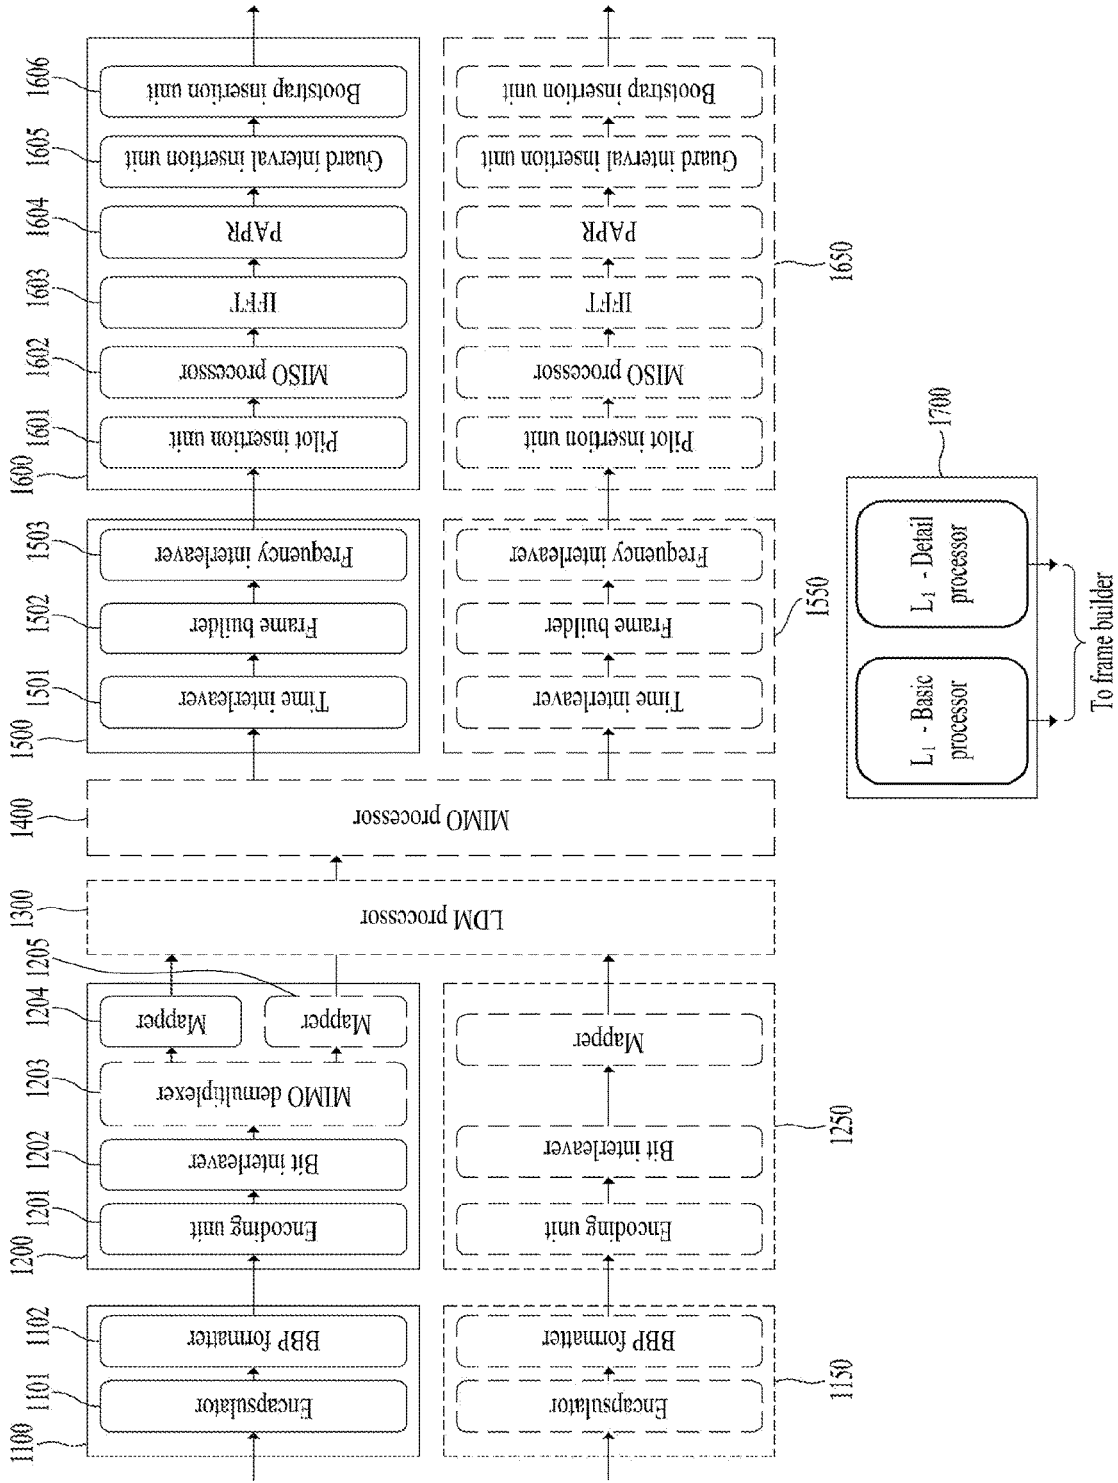 1100
1101
Encapsulator
1102
BBP formatter
1200
1201
Encoding unit
1202
Bit interleaver
1203
MIMO demultiplexer
1204
Mapper
1205
Mapper
1300
LDM processor
1400
MIMO processor
1500
1501
Time interleaver
1502
Frame builder
1503
Frequency interleaver
1600
1601
Pilot insertion unit
1602
MISO processor
1603
IFFT
1604
PAPR
1605
Guard interval insertion unit
1606
Bootstrap insertion unit
Encapsulator
BBP formatter
1150
Encoding unit
Bit interleaver
Mapper
1250
Time interleaver
Frame builder
Frequency interleaver
1550
Pilot insertion unit
MISO processor
IFFT
PAPR
Guard interval insertion unit
Bootstrap insertion unit
1650
L1 - Basic
processor
L1 - Detail
processor
1700
To frame builder